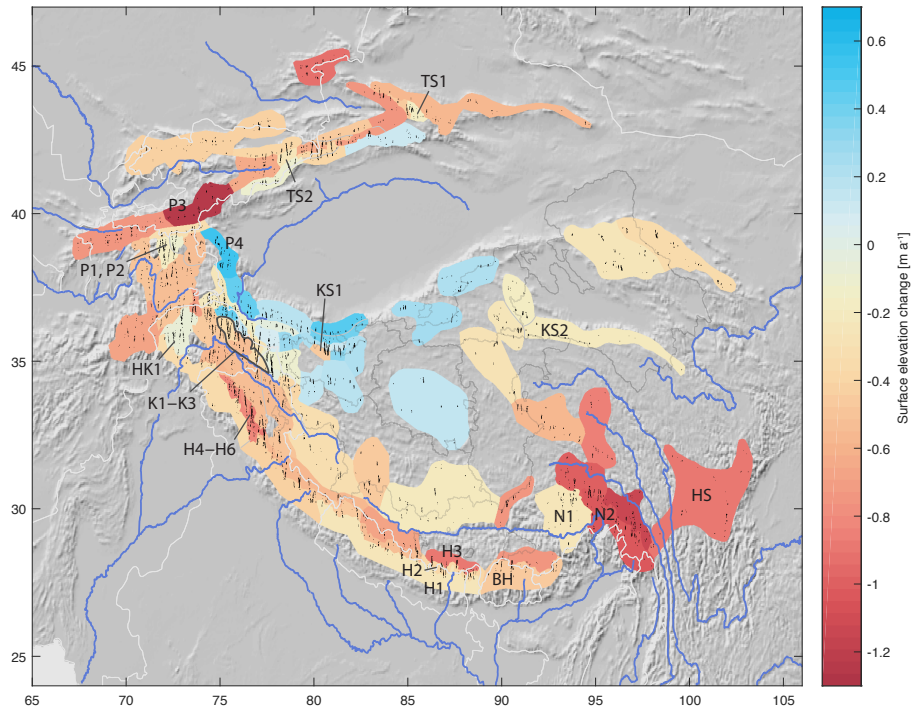 45
40
35
30
25
65
70
75
80
85
90
95
100
105
TS1
TS2
P3
P4
P1, P2
KS1
KS2
HK1
K1–K3
H4–H6
HS
N1
N2
H3
H2
H1
BH
0.6
0.4
0.2
0
-0.2
-0.4
-0.6
-0.8
-1
-1.2
Surface elevation change [m a⁻¹]